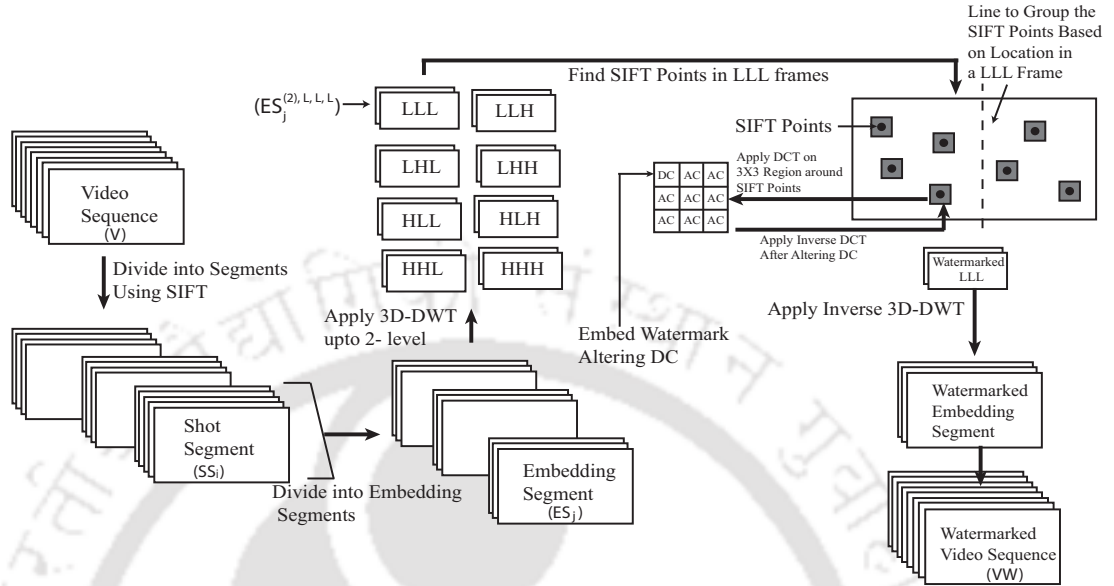 Line to Group the
SIFT Points Based
on Location in
a LLL Frame
Find SIFT Points in LLL frames
(ES_j^{(2), L, L, L})
LLL
LLH
LHL
LHH
HLL
HLH
HHL
HHH
SIFT Points
Apply DCT on
3X3 Region around
SIFT Points
DC AC AC
AC AC AC
AC AC AC
Apply Inverse DCT
After Altering DC
Video
Sequence
(V)
Divide into Segments
Using SIFT
Apply 3D-DWT
upto 2- level
Embed Watermark
Altering DC
Watermarked
LLL
Apply Inverse 3D-DWT
Shot
Segment
(SSi)
Divide into Embedding
Segments
Embedding
Segment
(ES j)
Watermarked
Embedding
Segment
Watermarked
Video Sequence
(VW)